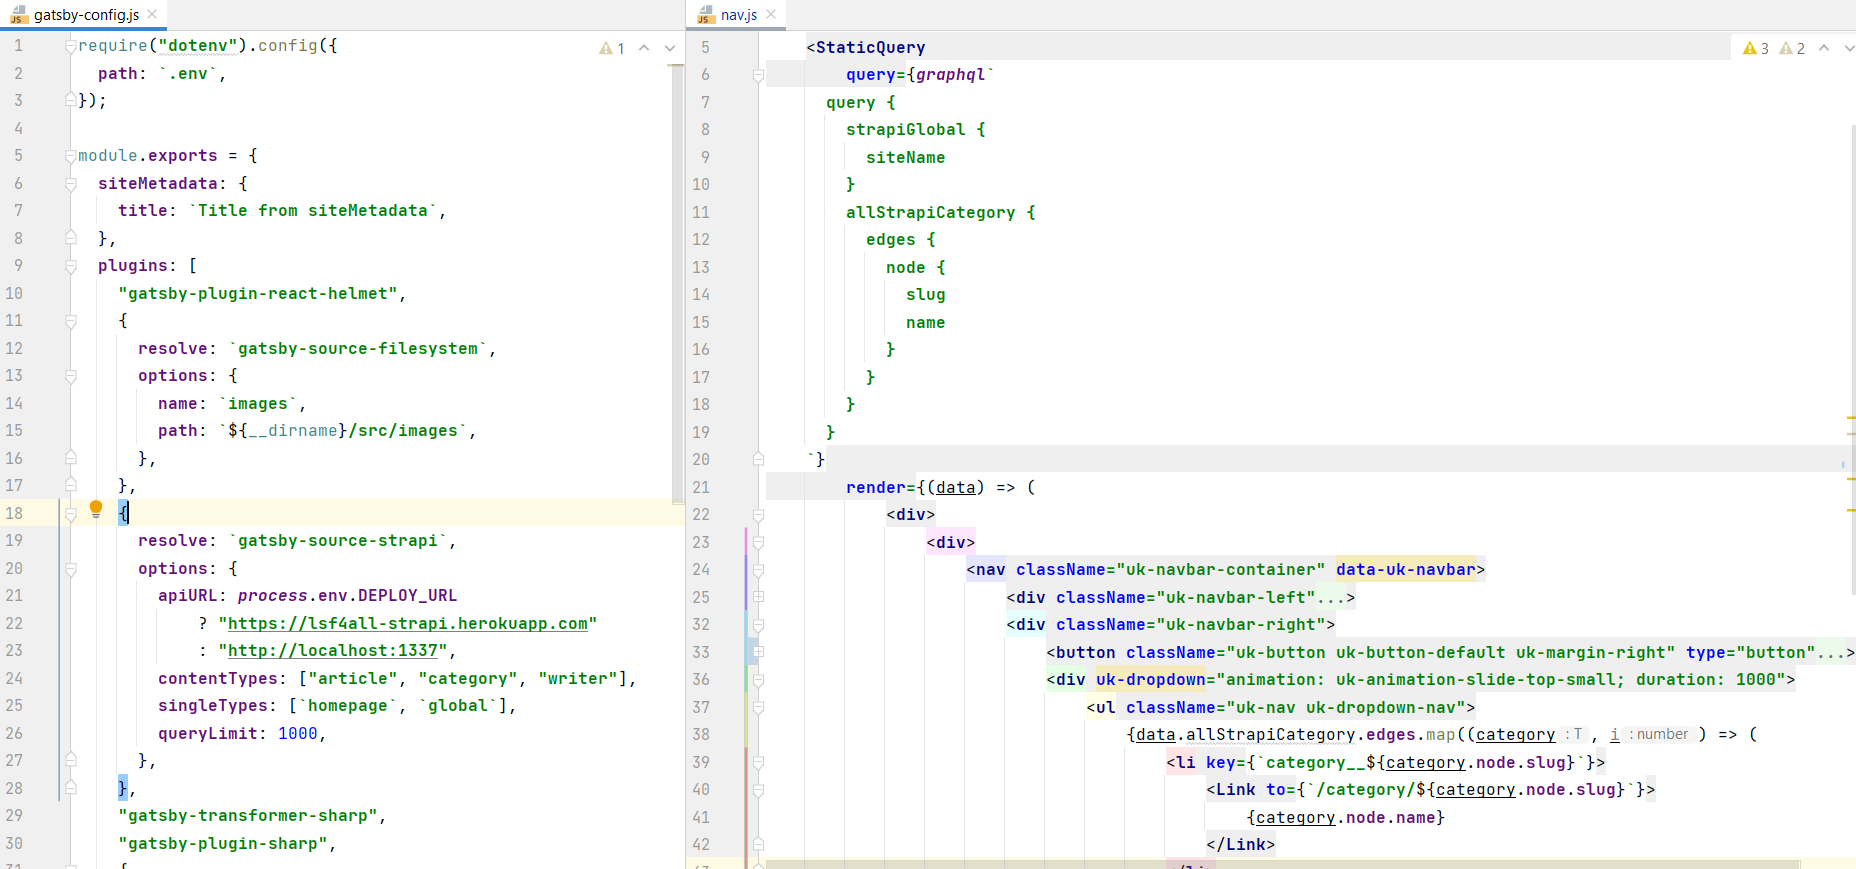 gatsby-config.js
1 require("dotenv").config({
2 path: `.env`,
3 });
4
5 module.exports = {
6 siteMetadata: {
7 title: `Title from siteMetadata`,
8 },
9 plugins: [
10 "gatsby-plugin-react-helmet",
11 {
12 resolve: `gatsby-source-filesystem`,
13 options: {
14 name: `images`,
15 path: `${__dirname}/src/images`,
16 },
17 },
18 {
19 resolve: `gatsby-source-strapi`,
20 options: {
21 apiURL: process.env.DEPLOY_URL
22 ? "https://lsf4all-strapi.herokuapp.com"
23 : "http://localhost:1337",
24 contentTypes: ["article", "category", "writer"],
25 singleTypes: [`homepage`, `global`],
26 queryLimit: 1000,
27 },
28 },
29 "gatsby-transformer-sharp",
30 "gatsby-plugin-sharp",
1
nav.js
5 <StaticQuery
6 query={graphql`
7 query {
8 strapiGlobal {
9 siteName
10 }
11 allStrapiCategory {
12 edges {
13 node {
14 slug
15 name
16 }
17 }
18 }
19 }
20 `}
21 render={(data) => (
22 <div>
23 <div>
24 <nav className="uk-navbar-container" data-uk-navbar>
25 <div className="uk-navbar-left"...>
32 <div className="uk-navbar-right">
33 <button className="uk-button uk-button-default uk-margin-right" type="button"...>
36 <div uk-dropdown="animation: uk-animation-slide-top-small; duration: 1000">
37 <ul className="uk-nav uk-dropdown-nav">
38 {data.allStrapiCategory.edges.map((category : T , i : number ) => (
39 <li key={`category__${category.node.slug}`}>
40 <Link to={`/category/${category.node.slug}`}>
41 {category.node.name}
42 </Link>
3 2